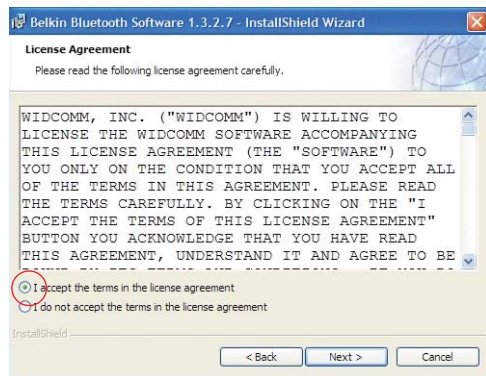 Belkin Bluetooth Software 1.3.2.7 - InstallShield Wizard
License Agreement
Please read the following license agreement carefully.
WIDCOMM, INC. ("WIDCOMM") IS WILLING TO
LICENSE THE WIDCOMM SOFTWARE ACCOMPANYING
THIS LICENSE AGREEMENT (THE "SOFTWARE") TO
YOU ONLY ON THE CONDITION THAT YOU ACCEPT ALL
OF THE TERMS IN THIS AGREEMENT. PLEASE READ
THE TERMS CAREFULLY. BY CLICKING ON THE "I
ACCEPT THE TERMS OF THIS LICENSE AGREEMENT"
BUTTON YOU ACKNOWLEDGE THAT YOU HAVE READ
THIS AGREEMENT, UNDERSTAND IT AND AGREE TO BE
I accept the terms in the license agreement
I do not accept the terms in the license agreement
InstallShield
< Back Next > Cancel